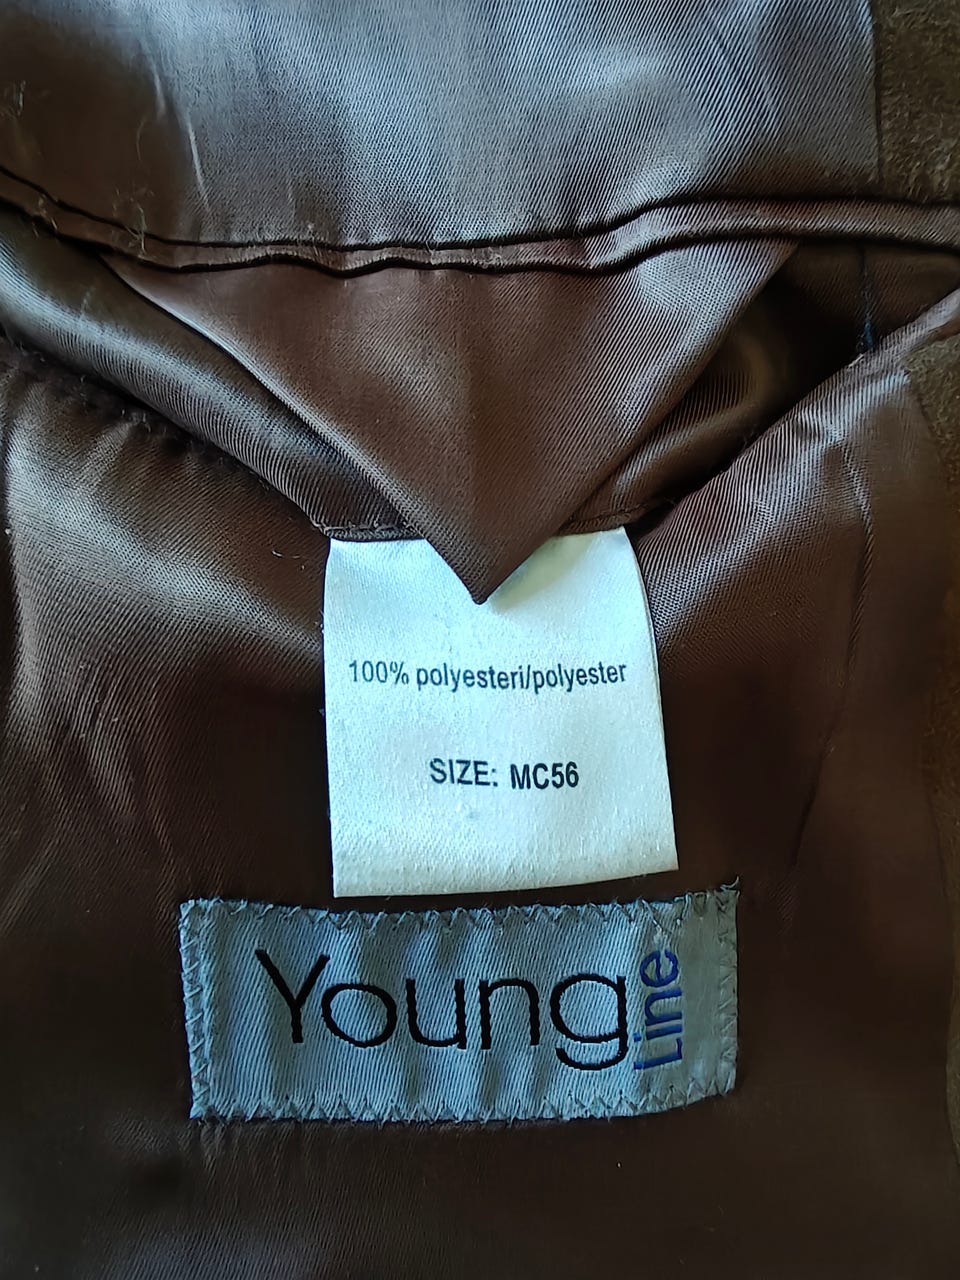 100% polyesteri/polyester
SIZE: MC56
Young
Line